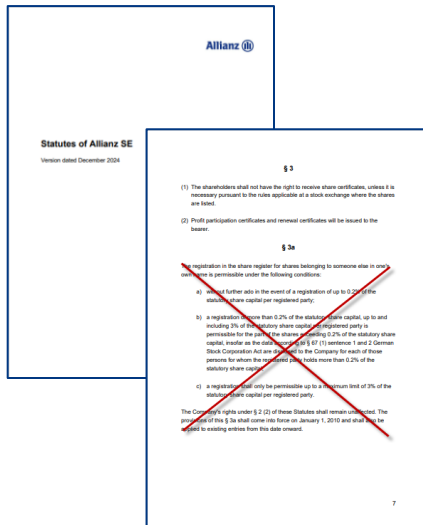 Allianz
Statutes of Allianz SE
Version dated December 2024
§ 3
(1) The shareholders shall not have the right to receive share certificates, unless it is
necessary pursuant to the rules applicable at a stock exchange where the shares
are listed.
(2) Profit participation certificates and renewal certificates will be issued to the
bearer.
§ 3a
The registration in the share register for shares belonging to someone else in one's
own name is permissible under the following conditions:
a) without further ado in the event of a registration of up to 0.2% of the
statutory share capital per registered party;
b) a registration of more than 0.2% of the statutory share capital, up to and
including 3% of the statutory share capital per registered party is
permissible for the part of the shares exceeding 0.2% of the statutory share
capital, insofar as the data according to § 67 (1) sentence 1 and 2 German
Stock Corporation Act are disclosed to the Company for each of those
persons for whom the registered party holds more than 0.2% of the
statutory share capital;
c) a registration shall only be permissible up to a maximum limit of 3% of the
statutory share capital per registered party.
The Company's rights under § 2 (2) of these Statutes shall remain unaffected. The
provisions of this § 3a shall come into force on January 1, 2010 and shall also be
applied to existing entries from this date onward.
7